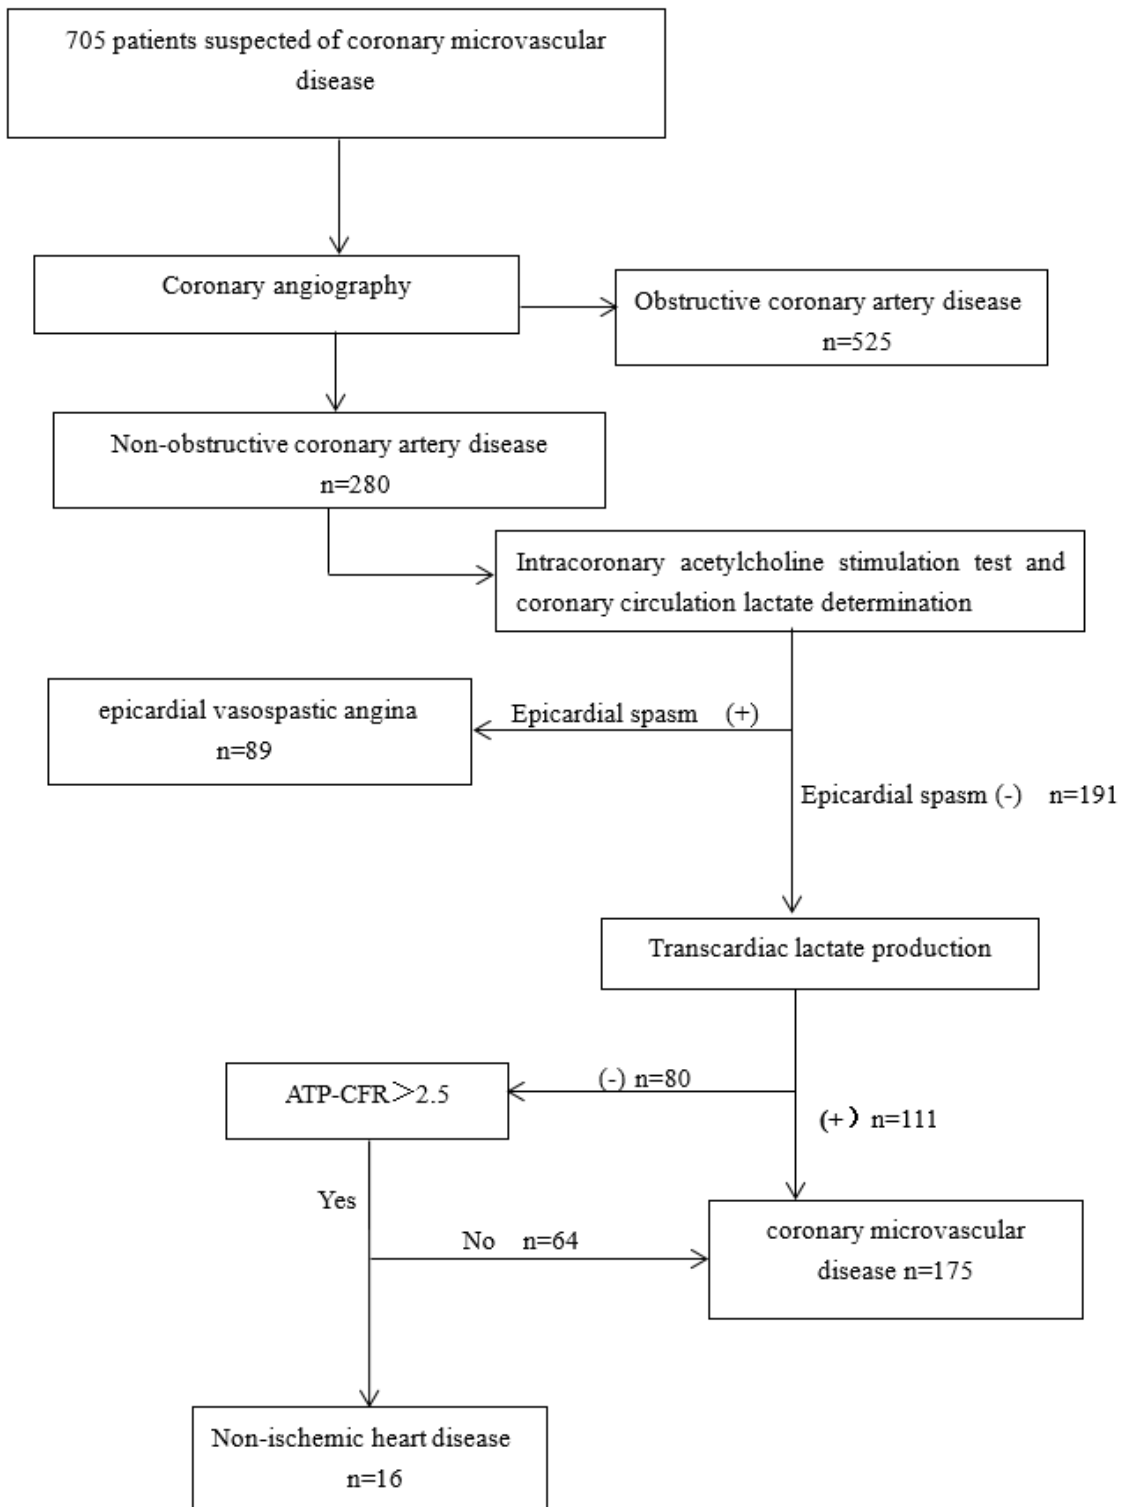 705 patients suspected of coronary microvascular
disease
Coronary angiography
Obstructive coronary artery disease
n=525
Non-obstructive coronary artery disease
n=280
Intracoronary acetylcholine stimulation test and
coronary circulation lactate determination
epicardial vasospastic angina
n=89
Epicardial spasm (+)
Epicardial spasm (-) n=191
Transcardiac lactate production
ATP-CFR＞2.5
(-) n=80
(+） n=111
Yes
No n=64
coronary microvascular
disease n=175
Non-ischemic heart disease
n=16